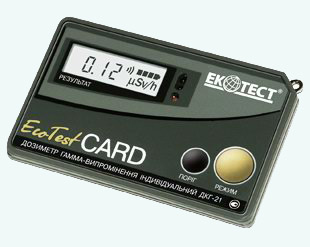 0.12
µSv/h
РЕЗУЛЬТАТ
ЕКОТЕСТ
EcoTest CARD
ПОРІГ
РЕЖИМ
ДОЗИМЕТР ГАММА-ВИПРОМІНЕННЯ ІНДИВІДУАЛЬНИЙ ДКГ-21